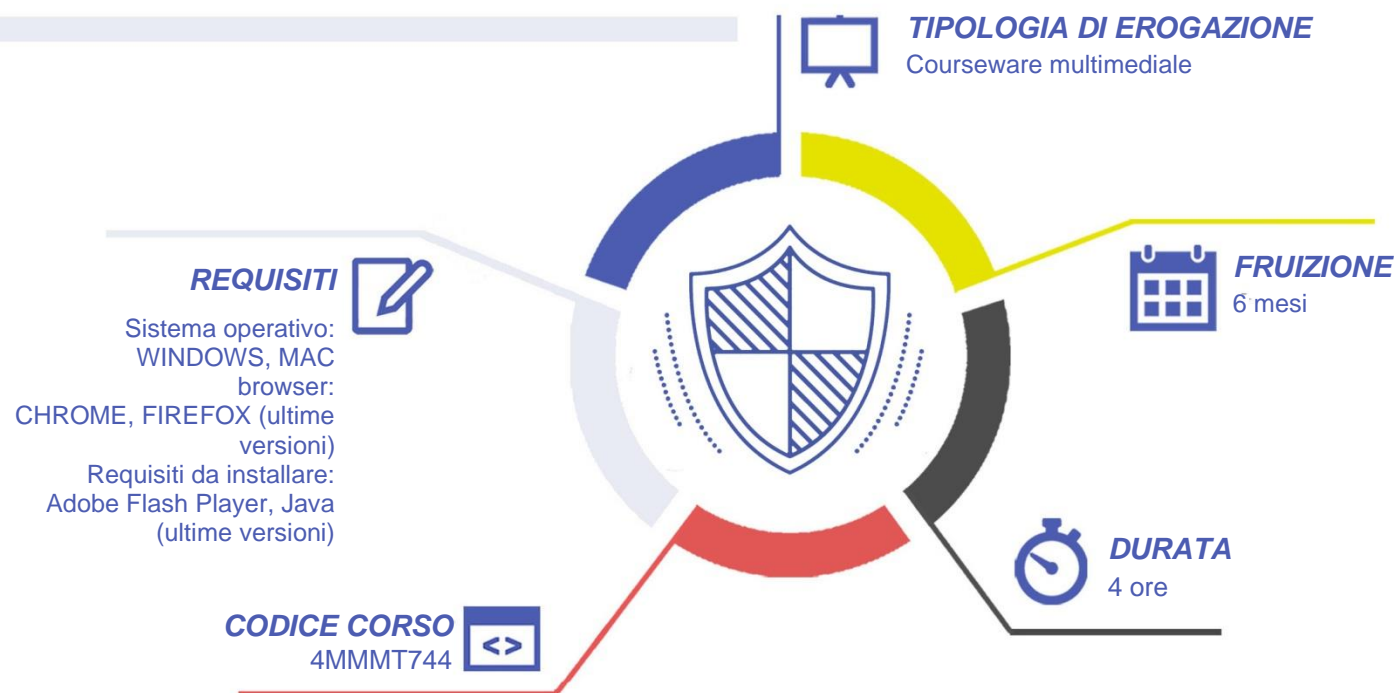 TIPOLOGIA DI EROGAZIONE
Courseware multimediale
REQUISITI
Sistema operativo:
WINDOWS, MAC
browser:
CHROME, FIREFOX (ultime
versioni)
Requisiti da installare:
Adobe Flash Player, Java
(ultime versioni)
FRUIZIONE
6 mesi
DURATA
4 ore
CODICE CORSO
4MMMT744
<>